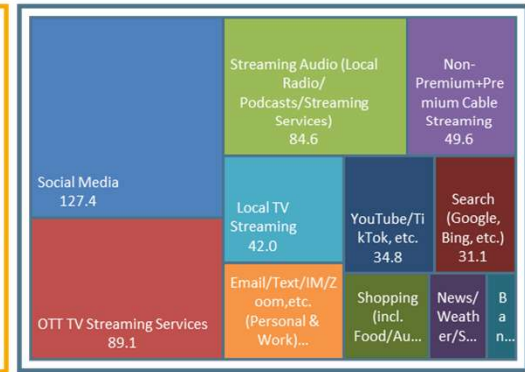 Social Media
127.4
OTT TV Streaming Services
89.1
Streaming Audio (Local
Radio/
Podcasts/Streaming
Services)
84.6
Non-
Premium+Pre
mium Cable
Streaming
49.6
Local TV
Streaming
42.0
YouTube/Ti
kTok, etc.
34.8
Search
(Google,
Bing, etc.)
31.1
Email/Text/IM/Z
oom,etc.
(Personal &
Work)...
Shopping
(incl.
Food/Au...
News/
Weath
er/S...
B
a
n...